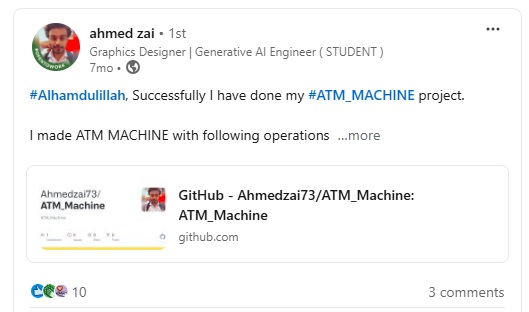 ahmed zai • 1st
Graphics Designer | Generative AI Engineer ( STUDENT )
7mo •
#Alhamdulillah, Successfully I have done my #ATM_MACHINE project.
I made ATM MACHINE with following operations ...more
Ahmedzai73/
ATM_Machine
GitHub - Ahmedzai73/ATM_Machine:
ATM_Machine
github.com
10
3 comments